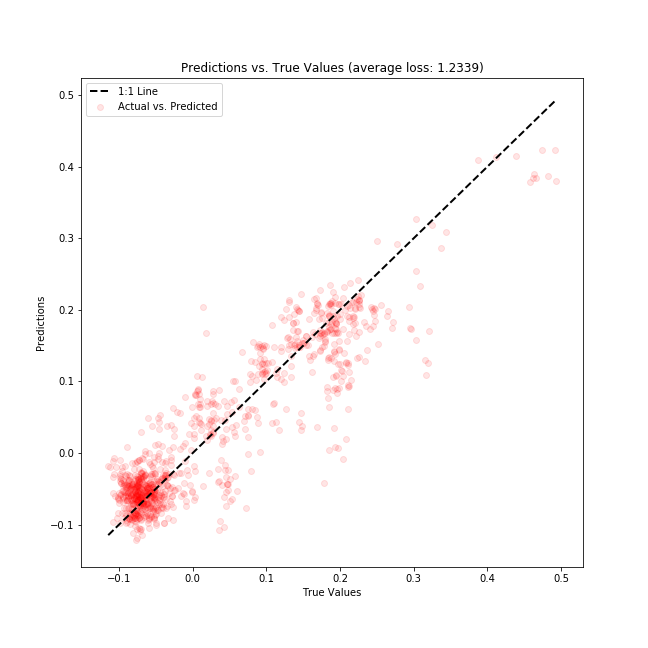 Predictions vs. True Values (average loss: 1.2339)
1:1 Line
Actual vs. Predicted
0.5
0.4
0.3
0.2
0.1
0.0
−0.1
Predictions
−0.1 0.0 0.1 0.2 0.3 0.4 0.5
True Values